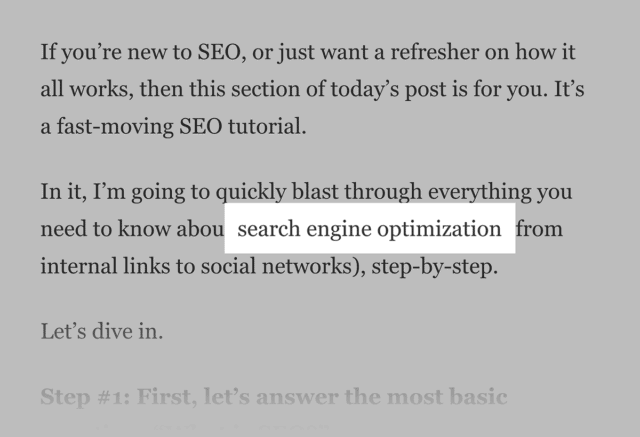 If you’re new to SEO, or just want a refresher on how it
all works, then this section of today’s post is for you. It’s
a fast-moving SEO tutorial.
In it, I’m going to quickly blast through everything you
need to know abou search engine optimization from
internal links to social networks), step-by-step.
Let’s dive in.
Step #1: First, let’s answer the most basic